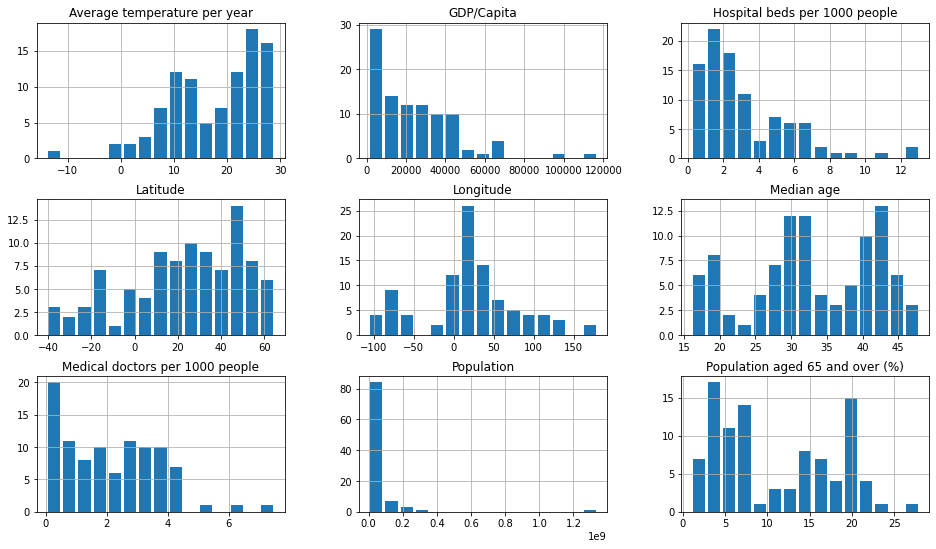 Average temperature per year
GDP/Capita
Hospital beds per 1000 people
15
10
5
0
−10 0 10 20 30
30
20
10
0
0 20000 40000 60000 80000 100000 120000
20
15
10
5
0
0 2 4 6 8 10 12
Latitude
Longitude
Median age
12.5
10.0
7.5
5.0
2.5
0.0
−40 −20 0 20 40 60
25
20
15
10
5
0
−100 −50 0 50 100 150
12.5
10.0
7.5
5.0
2.5
0.0
15 20 25 30 35 40 45
Medical doctors per 1000 people
Population
Population aged 65 and over (%)
20
15
10
5
0
0 2 4 6
80
60
40
20
0
0.0 0.2 0.4 0.6 0.8 1.0 1.2
1e9
15
10
5
0
0 5 10 15 20 25